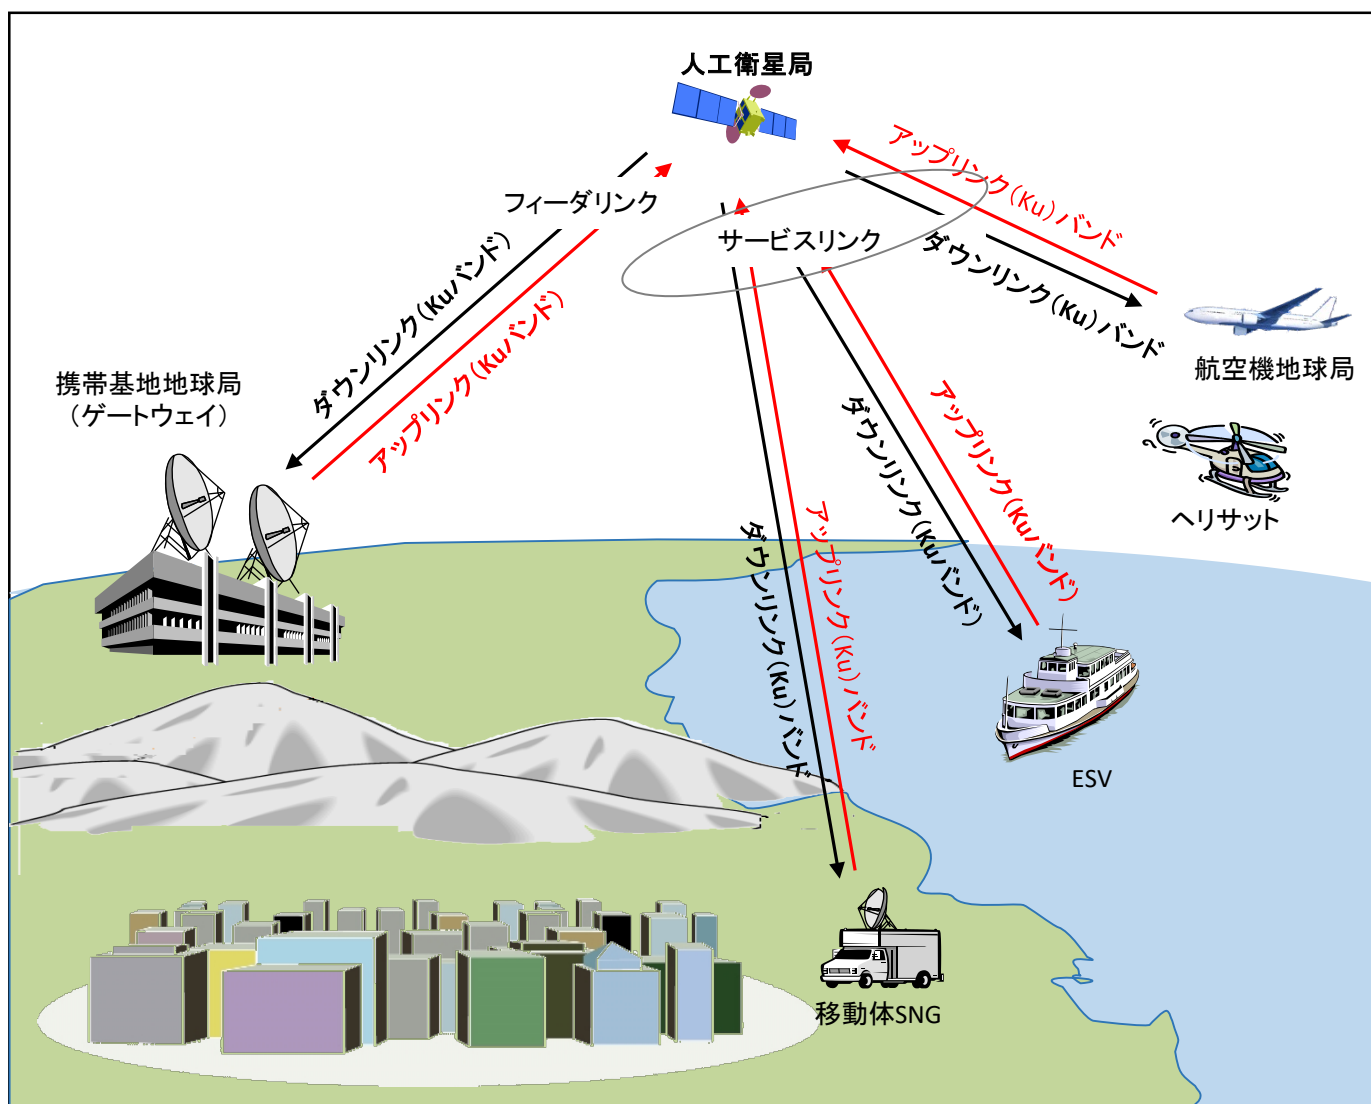 人工衛星局
アップリンク(Ku)バンド
フィーダリンク
サービスリンク
ダウンリンク(Ku)バンド
ダウンリンク(Kuバンド)
アップリンク(Kuバンド)
航空機地球局
携帯基地地球局
(ゲートウェイ)
ヘリサット
ダウンリンク(Kuバンド)
アップリンク(Kuバンド)
ダウンリンク(Ku)バンド
アップリンク(Ku)バンド
ESV
移動体SNG